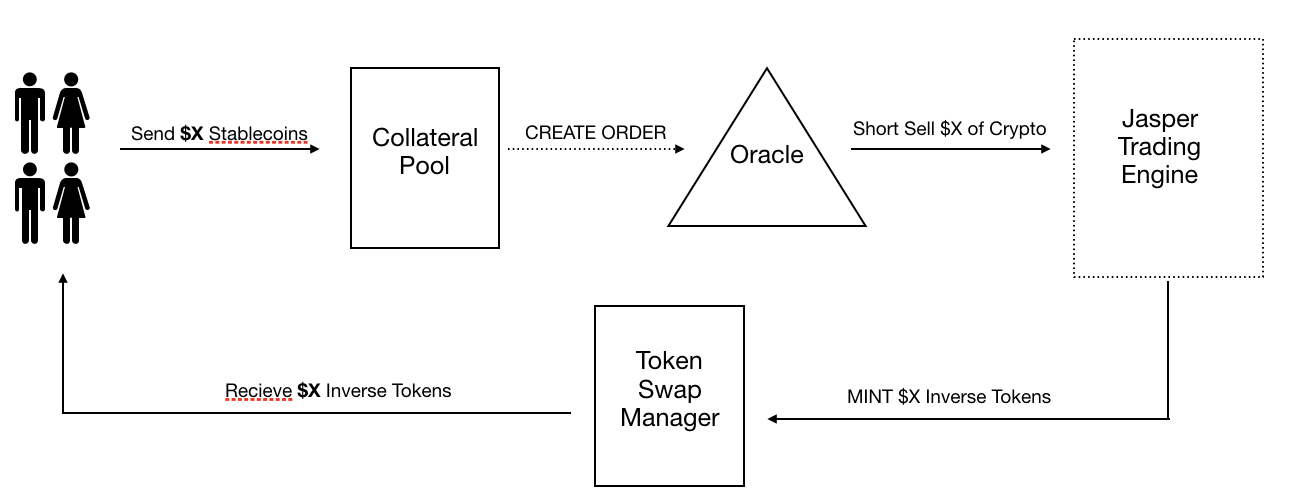 Send $X Stablecoins
Collateral
Pool
CREATE ORDER
Oracle
Short Sell $X of Crypto
Jasper
Trading
Engine
Recieve $X Inverse Tokens
Token
Swap
Manager
MINT $X Inverse Tokens